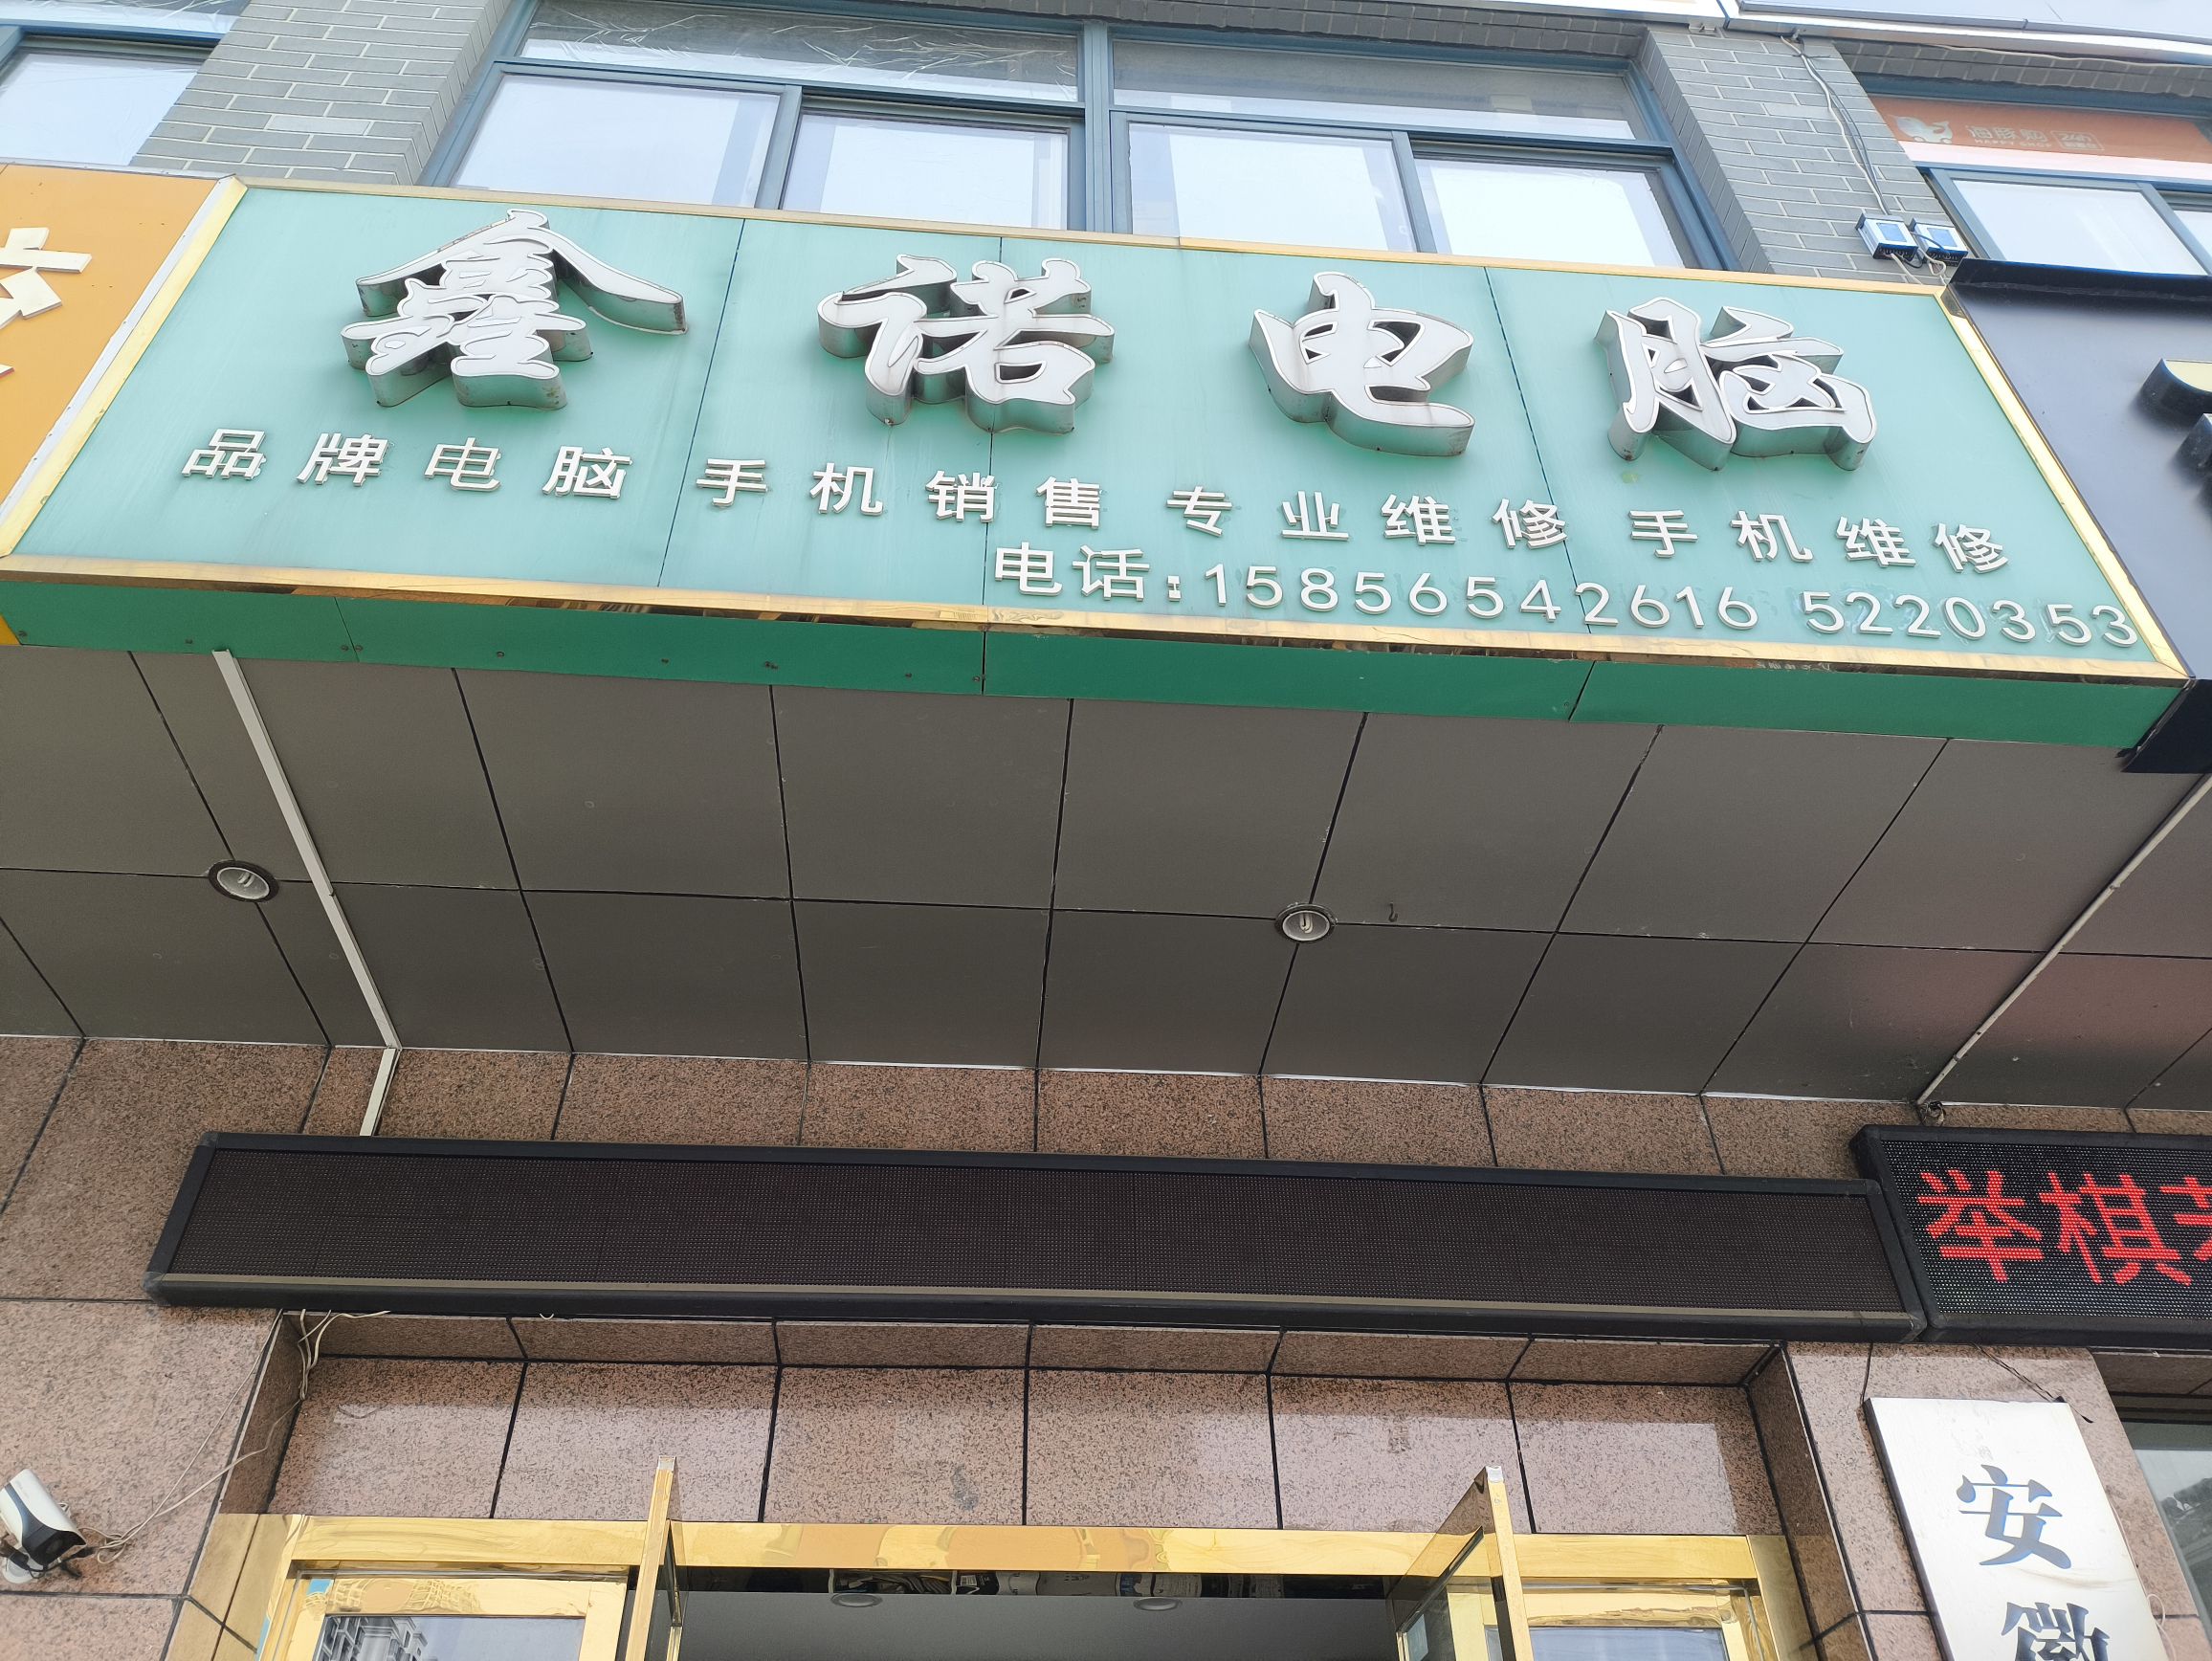 鑫诺电脑
品牌电脑 手机销售 专业维修 手机维修
电话:15856542616 5220353
举棋
安徽